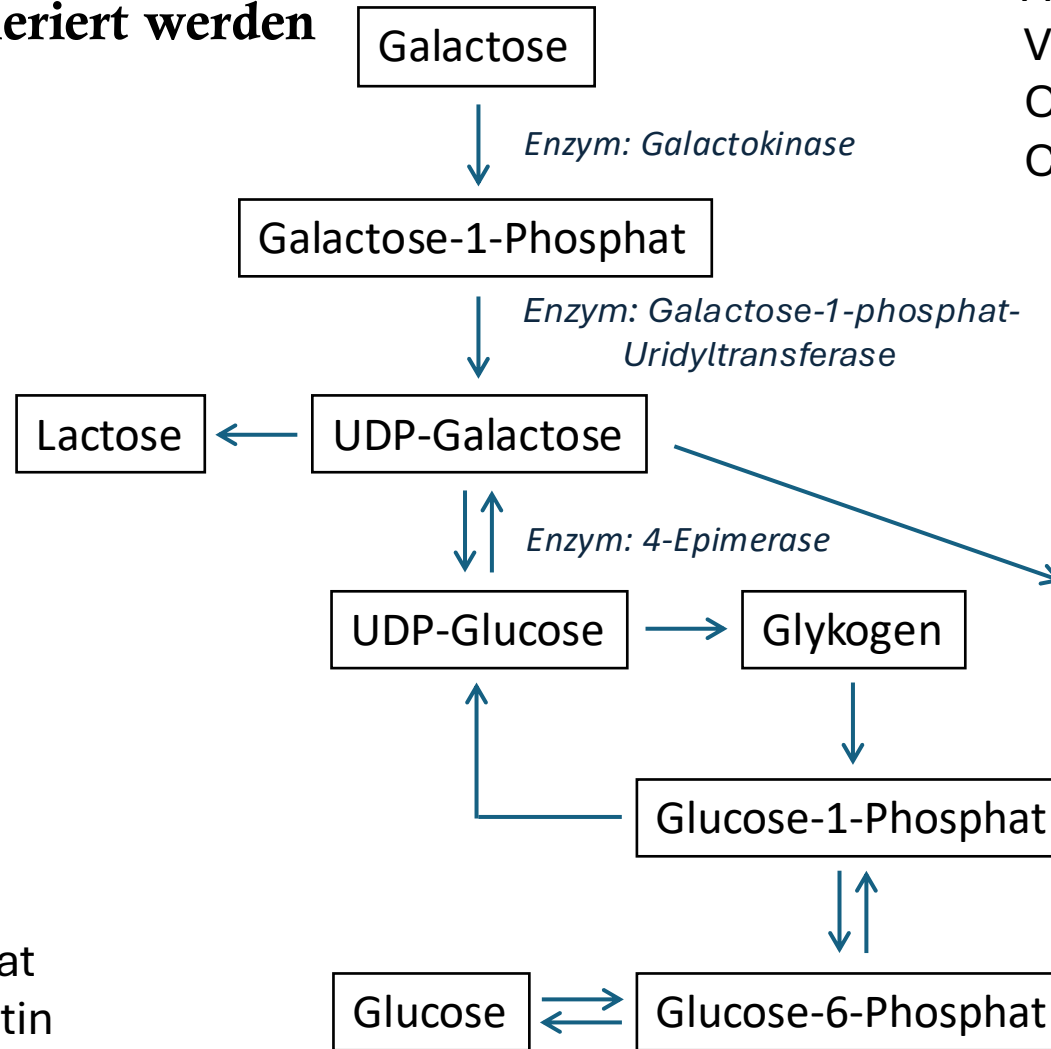 eriert werden
Galactose
Enzym: Galactokinase
Galactose-1-Phosphat
Enzym: Galactose-1-phosphat-
Uridyltransferase
Lactose
UDP-Galactose
Enzym: 4-Epimerase
UDP-Glucose
Glykogen
Glucose-1-Phosphat
at
tin
Glucose
Glucose-6-Phosphat